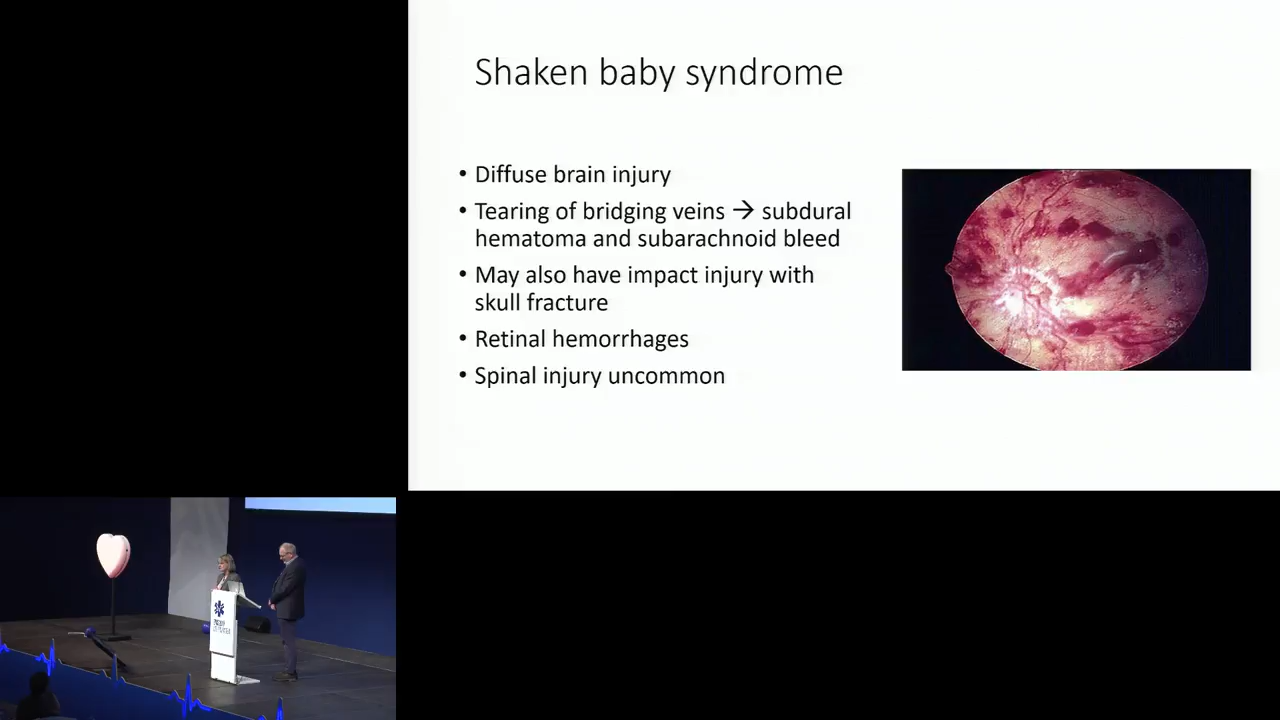 Shaken baby syndrome
• Diffuse brain injury
• Tearing of bridging veins → subdural
hematoma and subarachnoid bleed
• May also have impact injury with
skull fracture
• Retinal hemorrhages
• Spinal injury uncommon